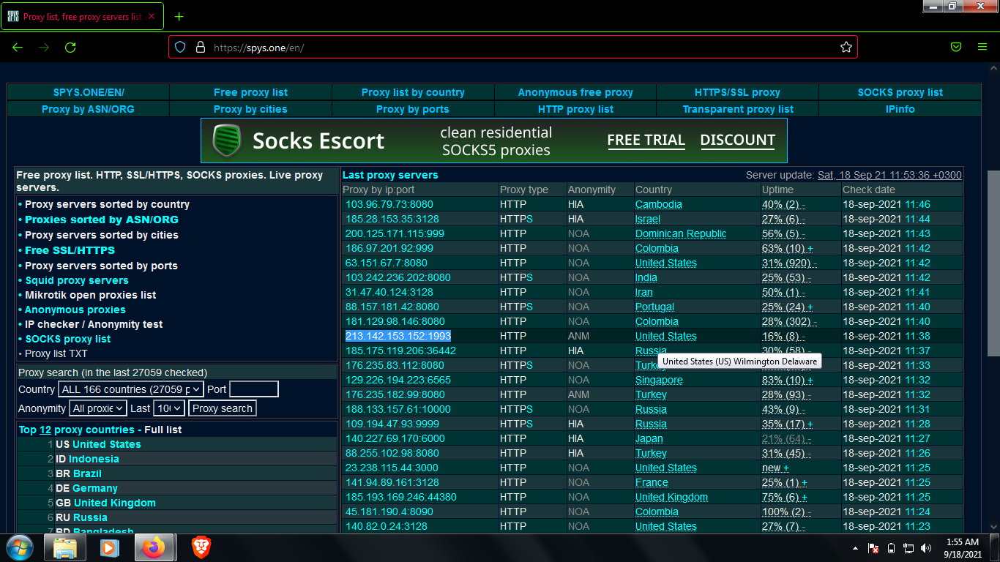 SPYS Proxy list, free proxy servers list
https://spys.one/en/
SPYS.ONE/EN/ Free proxy list Proxy list by country Anonymous free proxy HTTPS/SSL proxy SOCKS proxy list
Proxy by ASN/ORG Proxy by cities Proxy by ports HTTP proxy list Transparent proxy list IPinfo
Socks Escort clean residential SOCKS5 proxies FREE TRIAL DISCOUNT
Free proxy list. HTTP, SSL/HTTPS, SOCKS proxies. Live proxy
servers.
• Proxy servers sorted by country
• Proxies sorted by ASN/ORG
• Proxy servers sorted by cities
• Free SSL/HTTPS
• Proxy servers sorted by ports
• Squid proxy servers
• Mikrotik open proxies list
• Anonymous proxies
• IP checker / Anonymity test
• SOCKS proxy list
• Proxy list TXT
Proxy search (in the last 27059 checked)
Country ALL 166 countries (27059 Port
Anonymity All proxie Last Proxy search
Top 12 proxy countries - Full list
1 US United States
2 ID Indonesia
3 BR Brazil
4 DE Germany
5 GB United Kingdom
6 RU Russia
7 BD Bangladesh
Last proxy servers Server update: Sat, 18 Sep 21 11:53:36 +0300
Proxy by ip:port Proxy type Anonymity Country Uptime Check date
103.96.79.73:8080 HTTP HIA Cambodia 40% (2) - 18-sep-2021 11:46
185.28.153.35:3128 HTTPS HIA Israel 27% (6) - 18-sep-2021 11:44
200.125.171.115:999 HTTP NOA Dominican Republic 56% (5) - 18-sep-2021 11:43
186.97.201.92:999 HTTP NOA Colombia 63% (10) + 18-sep-2021 11:42
63.151.67.7:8080 HTTP NOA United States 31% (920) - 18-sep-2021 11:42
103.242.236.202:8080 HTTPS NOA India 25% (53) - 18-sep-2021 11:42
31.47.40.124:3128 HTTP NOA Iran 50% (1) - 18-sep-2021 11:41
88.157.181.42:8080 HTTPS NOA Portugal 25% (24) + 18-sep-2021 11:40
181.129.98.146:8080 HTTP NOA Colombia 28% (302) - 18-sep-2021 11:40
213.142.153.152:1993 HTTP ANM United States 16% (8) - 18-sep-2021 11:38
185.175.119.206:36442 HTTP HIA Russia 30% (58) - 18-sep-2021 11:37
United States (US) Wilmington Delaware
176.235.83.112:8080 HTTPS NOA 18-sep-2021 11:33
129.226.194.223:6565 HTTP NOA Singapore 83% (10) + 18-sep-2021 11:32
176.235.182.99:8080 HTTP ANM Turkey 28% (93) - 18-sep-2021 11:32
188.133.157.61:10000 HTTPS NOA Russia 43% (9) - 18-sep-2021 11:31
109.194.47.93:9999 HTTPS HIA Russia 35% (17) + 18-sep-2021 11:28
140.227.69.170:6000 HTTP HIA Japan 21% (64) - 18-sep-2021 11:27
88.255.102.98:8080 HTTP HIA Turkey 31% (45) - 18-sep-2021 11:26
23.238.115.44:3000 HTTP NOA United States new + 18-sep-2021 11:25
141.94.89.161:3128 HTTP NOA France 25% (1) + 18-sep-2021 11:25
185.193.169.246:44380 HTTP NOA United Kingdom 75% (6) + 18-sep-2021 11:25
45.181.190.4:8090 HTTP NOA Colombia 100% (2) - 18-sep-2021 11:24
140.82.0.24:3128 HTTP NOA United States 27% (7) - 18-sep-2021 11:23
1:55 AM
9/18/2021